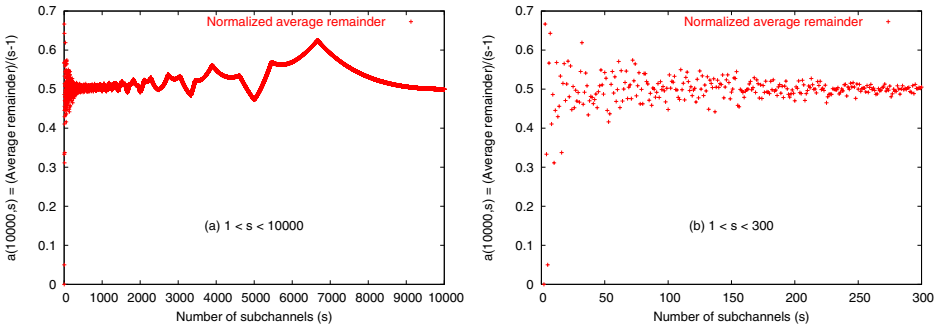 a(10000,s) = (Average remainder)/(s-1)
0.7
0.6
0.5
0.4
0.3
0.2
0.1
0
Normalized average remainder
(a) 1 < s < 10000
0 1000 2000 3000 4000 5000 6000 7000 8000 9000 10000
Number of subchannels (s)
a(10000,s) = (Average remainder)/(s-1)
0.7
0.6
0.5
0.4
0.3
0.2
0.1
0
Normalized average remainder
(b) 1 < s < 300
0 50 100 150 200 250 300
Number of subchannels (s)